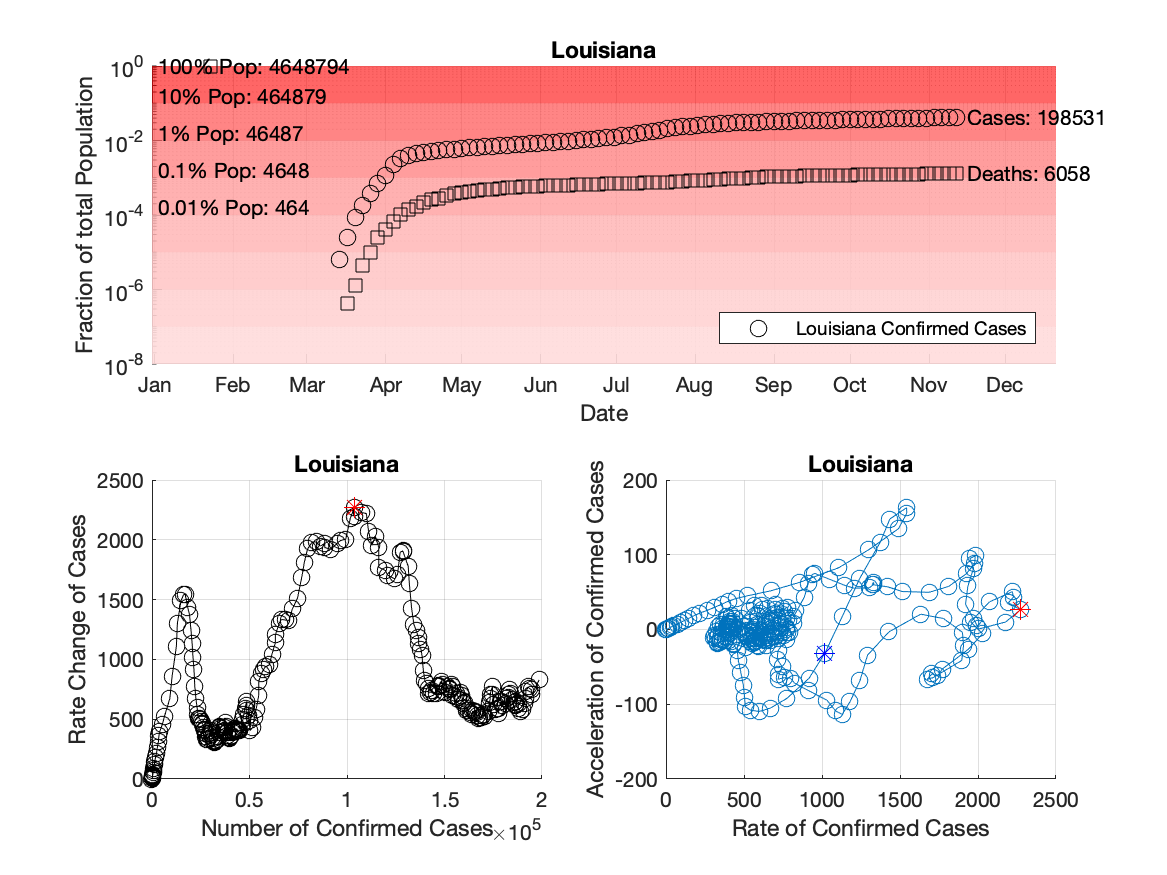 Louisiana
Fraction of total Population
10^0
10^-2
10^-4
10^-6
10^-8
100% Pop: 4648794
10% Pop: 464879
1% Pop: 46487
0.1% Pop: 4648
0.01% Pop: 464
Cases: 198531
Deaths: 6058
Louisiana Confirmed Cases
Jan Feb Mar Apr May Jun Jul Aug Sep Oct Nov Dec
Date
Louisiana
Rate Change of Cases
2500
2000
1500
1000
500
0
0 0.5 1 1.5 2
Number of Confirmed Cases ×10^5
Louisiana
Acceleration of Confirmed Cases
200
100
0
-100
-200
0 500 1000 1500 2000 2500
Rate of Confirmed Cases